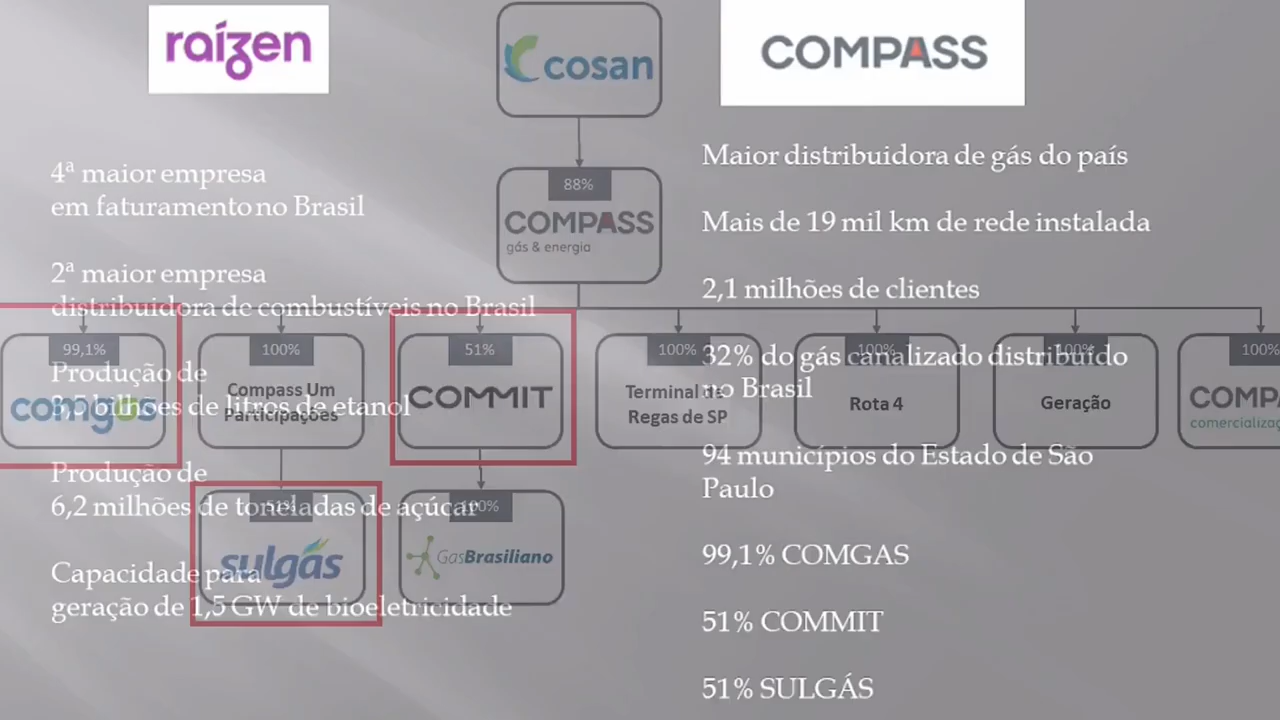 raízen
4ª maior empresa
em faturamento no Brasil
2ª maior empresa
distribuidora de combustíveis no Brasil
Produção de
bilhões de litros de etanol
Produção de
6,2 milhões de toneladas de açúcar
Capacidade para
geração de 1,5 GW de bioeletricidade
cosan
88%
COMPASS
gás & energia
99,1%
comgás
100%
Compass Um
Participações
51%
COMMIT
100%
Terminal de
Regas de SP
100%
Rota 4
100%
Geração
100%
COMPA
comercializaç
51%
sulgás
100%
GasBrasiliano
COMPASS
Maior distribuidora de gás do país
Mais de 19 mil km de rede instalada
2,1 milhões de clientes
32% do gás canalizado distribuído
no Brasil
94 municípios do Estado de São
Paulo
99,1% COMGAS
51% COMMIT
51% SULGÁS